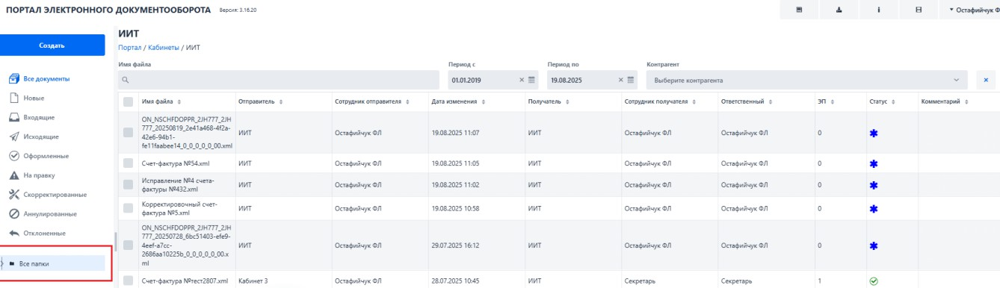 ПОРТАЛ ЭЛЕКТРОННОГО ДОКУМЕНТООБОРОТА Версия: 3.16.20
Остафийчук Ф
Создать
Все документы
Новые
Входящие
Исходящие
Оформленные
На правку
Скорректированные
Аннулированные
Отклоненные
Все папки
ИИТ
Портал / Кабинеты / ИИТ
Имя файла Период с Период по Контрагент
01.01.2019 19.08.2025 Выберите контрагента
Имя файла Отправитель Сотрудник отправителя Дата изменения Получатель Сотрудник получателя Ответственный ЭП Статус Комментарий
ON_NSCHFDOPPR_2JH777_2JH
777_20250819_2e41a468-4f2a-
42e6-94b1-
fe11faabee14_0_0_0_0_0_00.xml
ИИТ Остафийчук ФЛ 19.08.2025 11:07 ИИТ Остафийчук ФЛ Остафийчук ФЛ 0
Счет-фактура №54.xml ИИТ Остафийчук ФЛ 19.08.2025 11:05 ИИТ Остафийчук ФЛ Остафийчук ФЛ 0
Исправление №4 счета-
фактуры №432.xml
ИИТ Остафийчук ФЛ 19.08.2025 11:02 ИИТ Остафийчук ФЛ Остафийчук ФЛ 0
Корректировочный счет-
фактура №5.xml
ИИТ Остафийчук ФЛ 19.08.2025 10:58 ИИТ Остафийчук ФЛ Остафийчук ФЛ 0
ON_NSCHFDOPPR_2JH777_2JH
777_20250728_6bc51403-efe9-
4eef-a7cc-
2686aa10225b_0_0_0_0_0_00.x
ml
ИИТ Остафийчук ФЛ 29.07.2025 16:12 ИИТ Остафийчук ФЛ Остафийчук ФЛ 0
Счет-фактура №тест2807.xml Кабинет 3 28.07.2025 10:45 ИИТ Секретарь Секретарь 1